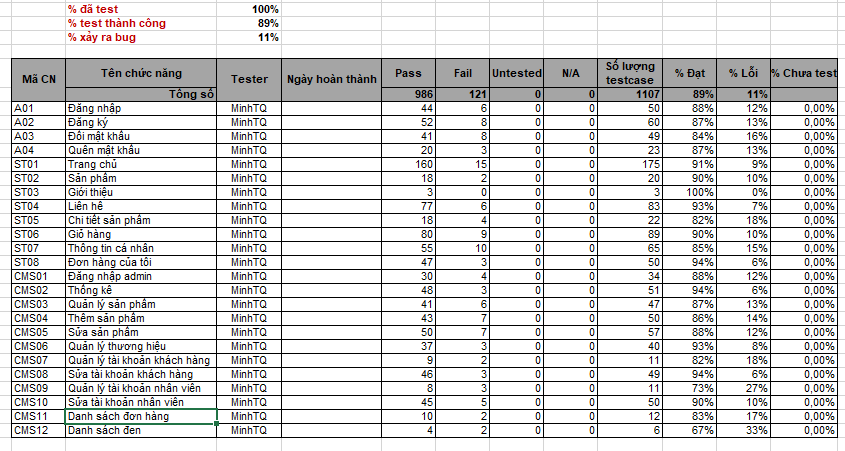 % đã test 100%
% test thành công 89%
% xảy ra bug 11%
Mã CN Tên chức năng Tester Ngày hoàn thành Pass Fail Untested N/A Số lượng testcase % Đạt % Lỗi % Chưa test
Tổng số 986 121 0 0 1107 89% 11%
A01 Đăng nhập MinhTQ 44 6 0 0 50 88% 12% 0,00%
A02 Đăng ký MinhTQ 52 8 0 0 60 87% 13% 0,00%
A03 Đổi mật khẩu MinhTQ 41 8 0 0 49 84% 16% 0,00%
A04 Quên mật khẩu MinhTQ 20 3 0 0 23 87% 13% 0,00%
ST01 Trang chủ MinhTQ 160 15 0 0 175 91% 9% 0,00%
ST02 Sản phẩm MinhTQ 18 2 0 0 20 90% 10% 0,00%
ST03 Giới thiệu MinhTQ 3 0 0 0 3 100% 0% 0,00%
ST04 Liên hê MinhTQ 77 6 0 0 83 93% 7% 0,00%
ST05 Chi tiết sản phẩm MinhTQ 18 4 0 0 22 82% 18% 0,00%
ST06 Giỏ hàng MinhTQ 80 9 0 0 89 90% 10% 0,00%
ST07 Thông tin cá nhân MinhTQ 55 10 0 0 65 85% 15% 0,00%
ST08 Đơn hàng của tôi MinhTQ 47 3 0 0 50 94% 6% 0,00%
CMS01 Đăng nhập admin MinhTQ 30 4 0 0 34 88% 12% 0,00%
CMS02 Thống kê MinhTQ 48 3 0 0 51 94% 6% 0,00%
CMS03 Quản lý sản phẩm MinhTQ 41 6 0 0 47 87% 13% 0,00%
CMS04 Thêm sản phẩm MinhTQ 43 7 0 0 50 86% 14% 0,00%
CMS05 Sửa sản phẩm MinhTQ 50 7 0 0 57 88% 12% 0,00%
CMS06 Quản lý thương hiệu MinhTQ 37 3 0 0 40 93% 8% 0,00%
CMS07 Quản lý tài khoản khách hàng MinhTQ 9 2 0 0 11 82% 18% 0,00%
CMS08 Sửa tài khoản khách hàng MinhTQ 46 3 0 0 49 94% 6% 0,00%
CMS09 Quản lý tài khoản nhân viên MinhTQ 8 3 0 0 11 73% 27% 0,00%
CMS10 Sửa tài khoản nhân viên MinhTQ 45 5 0 0 50 90% 10% 0,00%
CMS11 Danh sách đơn hàng MinhTQ 10 2 0 0 12 83% 17% 0,00%
CMS12 Danh sách đen MinhTQ 4 2 0 0 6 67% 33% 0,00%